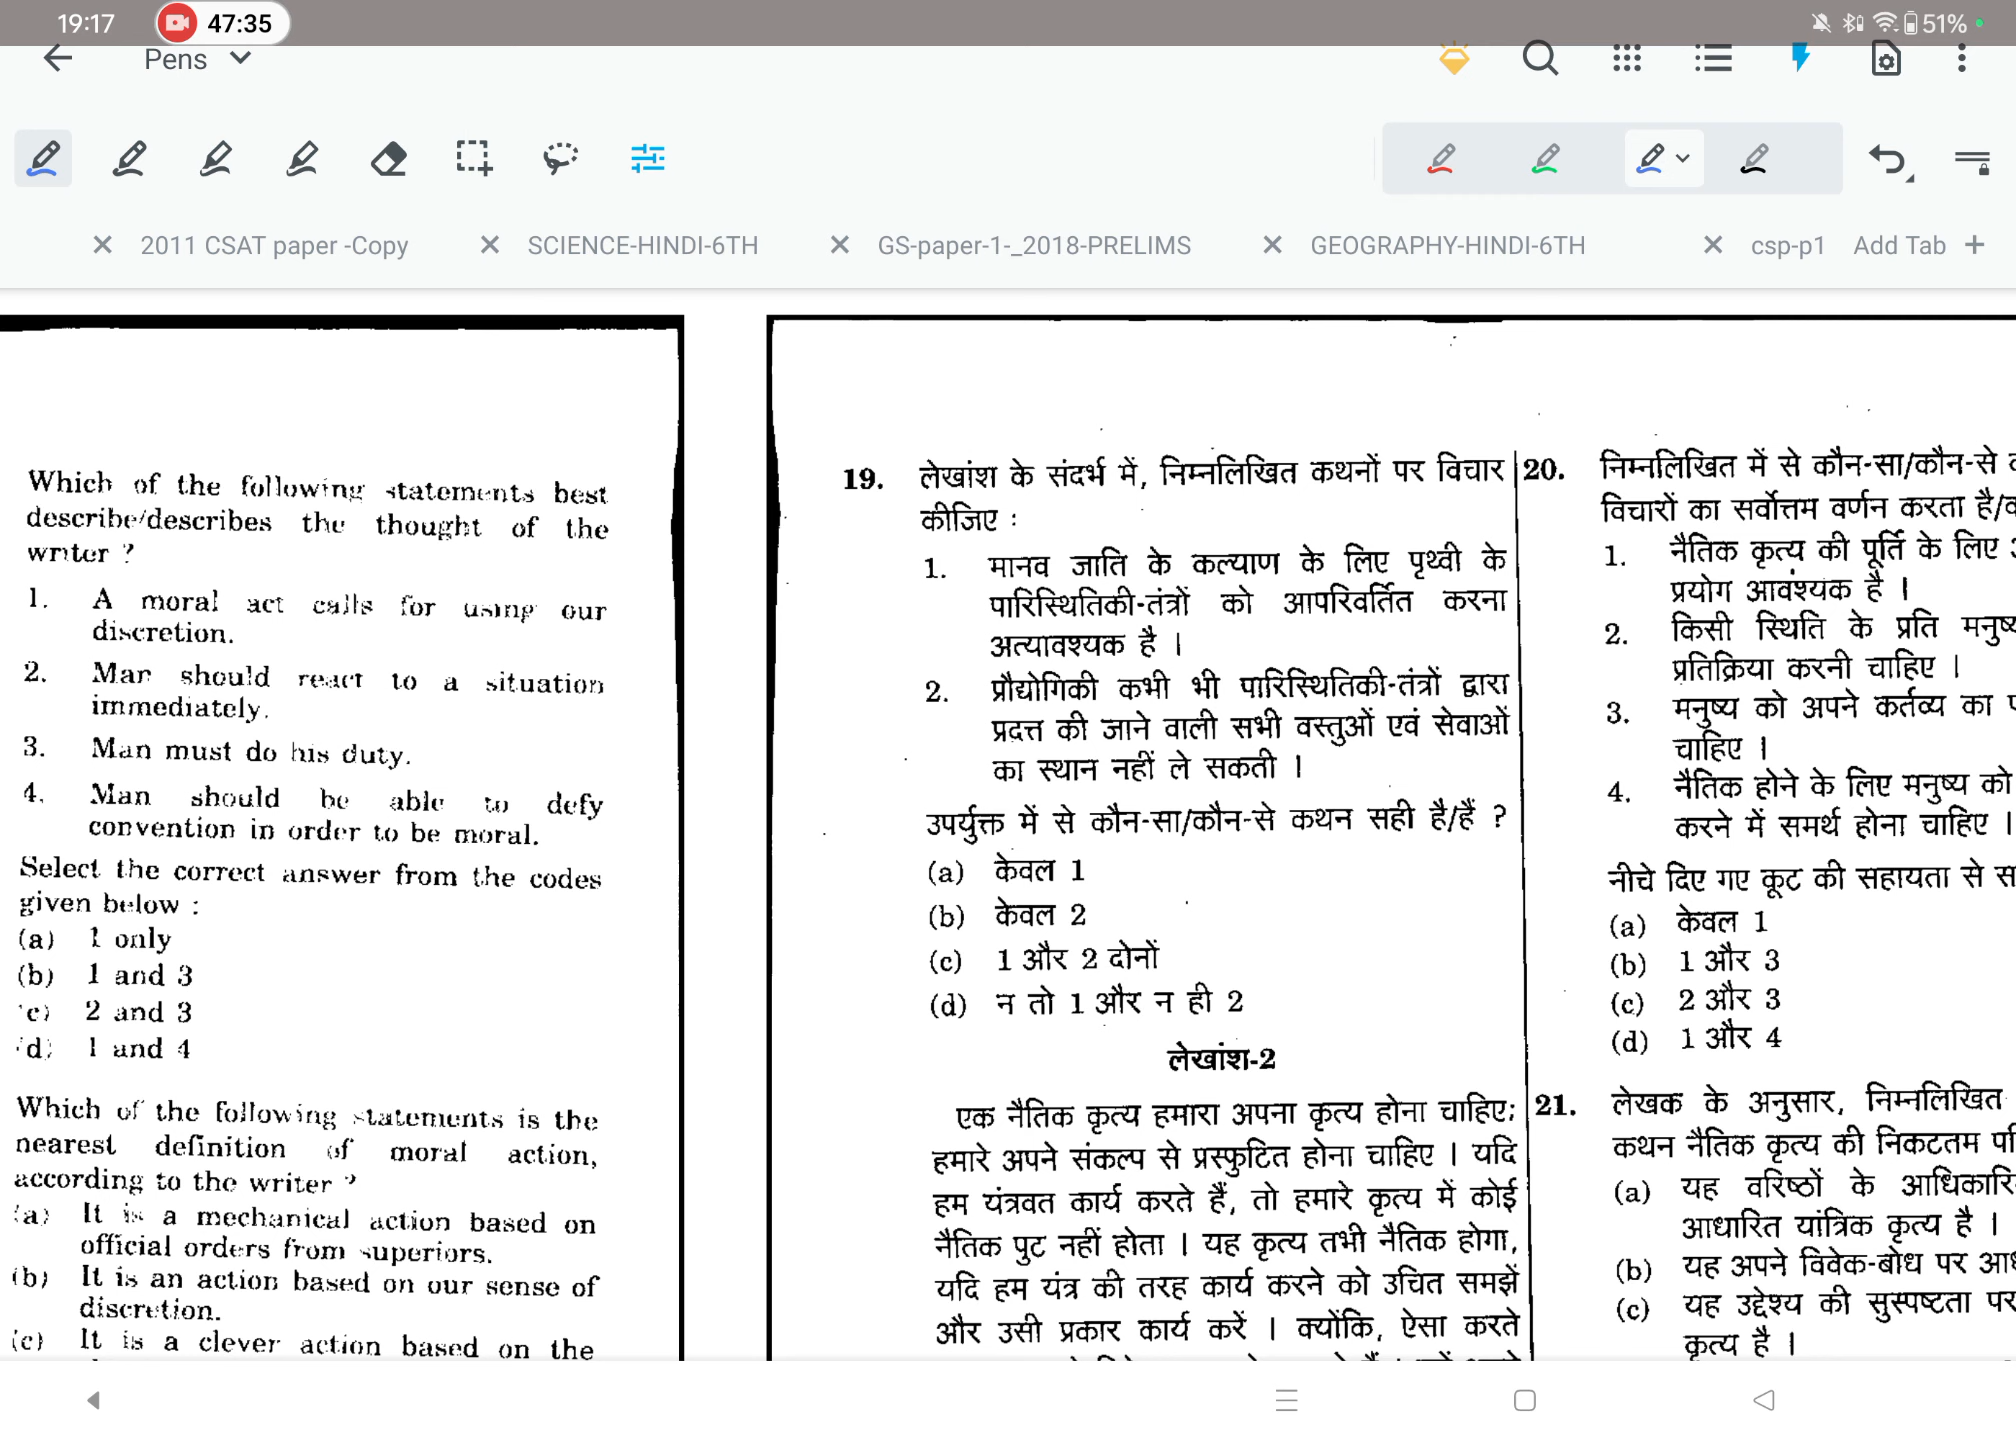 19:17
47:35
51%
Pens
2011 CSAT paper -Copy
SCIENCE-HINDI-6TH
GS-paper-1-_2018-PRELIMS
GEOGRAPHY-HINDI-6TH
csp-p1
Add Tab +
Which of the following statements best
describe/describes the thought of the
writer ?
1. A moral act calls for using our
discretion.
2. Man should react to a situation
immediately.
3. Man must do his duty.
4. Man should be able to defy
convention in order to be moral.
Select the correct answer from the codes
given below :
(a) 1 only
(b) 1 and 3
(c) 2 and 3
(d) 1 and 4
Which of the following statements is the
nearest definition of moral action,
according to the writer ?
(a) It is a mechanical action based on
official orders from superiors.
(b) It is an action based on our sense of
discretion.
(c) It is a clever action based on the
19. लेखांश के संदर्भ में, निम्नलिखित कथनों पर विचार
कीजिए :
1. मानव जाति के कल्याण के लिए पृथ्वी के
पारिस्थितिकी-तंत्रों को आपरिवर्तित करना
अत्यावश्यक है ।
2. प्रौद्योगिकी कभी भी पारिस्थितिकी-तंत्रों द्वारा
प्रदत्त की जाने वाली सभी वस्तुओं एवं सेवाओं
का स्थान नहीं ले सकती ।
उपर्युक्त में से कौन-सा/कौन-से कथन सही है/हैं ?
(a) केवल 1
(b) केवल 2
(c) 1 और 2 दोनों
(d) न तो 1 और न ही 2
लेखांश-2
एक नैतिक कृत्य हमारा अपना कृत्य होना चाहिए;
हमारे अपने संकल्प से प्रस्फुटित होना चाहिए । यदि
हम यंत्रवत कार्य करते हैं, तो हमारे कृत्य में कोई
नैतिक पुट नहीं होता । यह कृत्य तभी नैतिक होगा,
यदि हम यंत्र की तरह कार्य करने को उचित समझें
और उसी प्रकार कार्य करें । क्योंकि, ऐसा करते
20. निम्नलिखित में से कौन-सा/कौन-से
विचारों का सर्वोत्तम वर्णन करता है/
1. नैतिक कृत्य की पूर्ति के लिए
प्रयोग आवश्यक है ।
2. किसी स्थिति के प्रति
प्रतिक्रिया करनी चाहिए ।
3. मनुष्य को अपने कर्तव्य का
चाहिए ।
4. नैतिक होने के लिए मनुष्य को
करने में समर्थ होना चाहिए ।
नीचे दिए गए कूट की सहायता से
(a) केवल 1
(b) 1 और 3
(c) 2 और 3
(d) 1 और 4
21. लेखक के अनुसार, निम्नलिखित
कथन नैतिक कृत्य की निकटतम
(a) यह वरिष्ठों के
आधारित यांत्रिक कृत्य है ।
(b) यह अपने विवेक-बोध पर
(c) यह उद्देश्य की सुस्पष्टता पर
कृत्य है ।